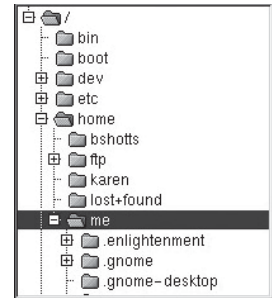 /
bin
boot
dev
etc
home
bshotts
ftp
karen
lost+found
me
.enlightenment
.gnome
.gnome-desktop